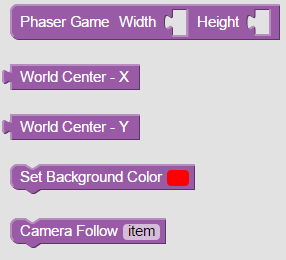 Phaser Game Width Height
World Center - X
World Center - Y
Set Background Color
Camera Follow item